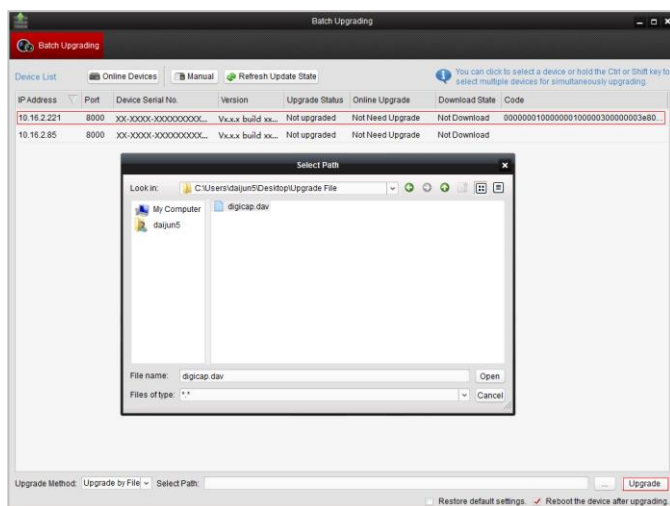 Batch Upgrading
Batch Upgrading
Device List Online Devices Manual Refresh Update State You can click to select a device or hold the Ctrl or Shift key to
select multiple devices for simultaneously upgrading.
IP Address Port Device Serial No. Version Upgrade Status Online Upgrade Download State Code
10.16.2.221 8000 XX-XXXX-XXXXXXXXX... Vx.x.x build xx... Not upgraded Not Need Upgrade Not Download 0000000100000001000003000000003e80...
10.16.2.85 8000 XX-XXXX-XXXXXXXXX... Vx.x.x build xx... Not upgraded Not Need Upgrade Not Download
Select Path
Look in: C:\Users\daijun5\Desktop\Upgrade File
My Computer
daijun5
digicap.dav
File name: digicap.dav Open
Files of type: *.* Cancel
Upgrade Method: Upgrade by File Select Path: ... Upgrade
Restore default settings. Reboot the device after upgrading.